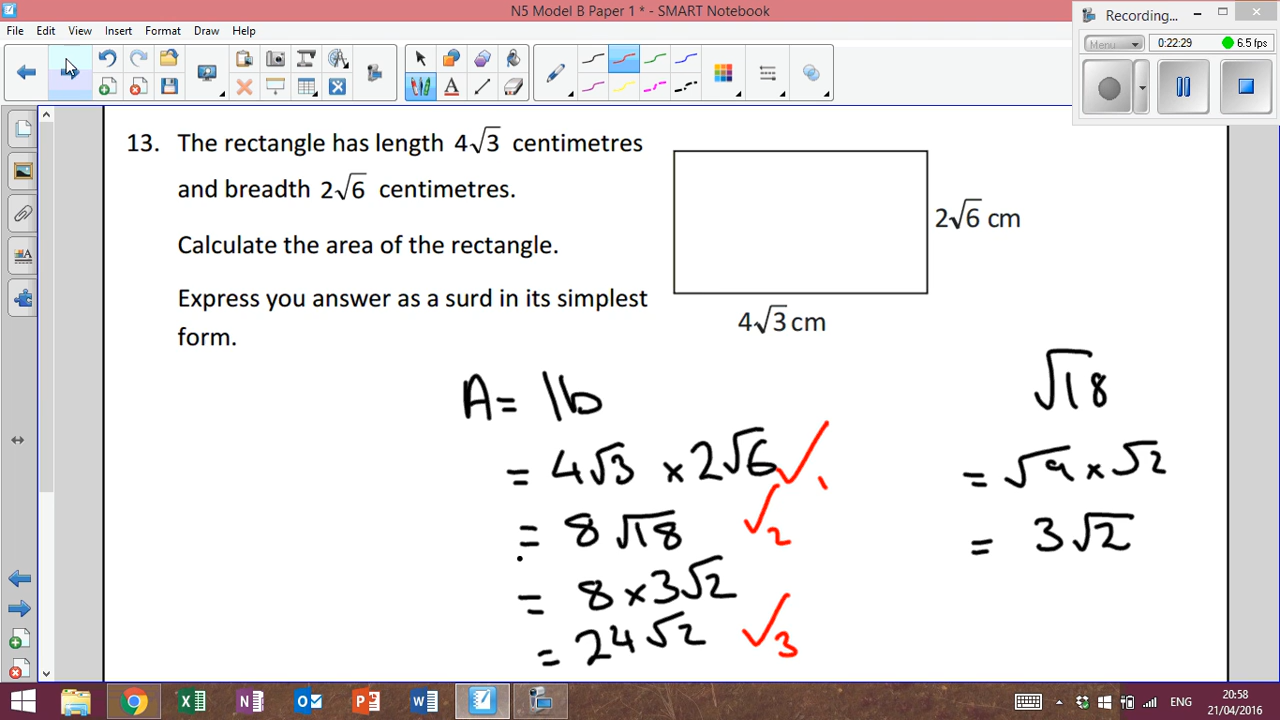 N5 Model B Paper 1 * - SMART Notebook
File Edit View Insert Format Draw Help
Recording...
Menu
00:22:29
6.5 fps
13. The rectangle has length 4√3 centimetres
and breadth 2√6 centimetres.
Calculate the area of the rectangle.
Express you answer as a surd in its simplest
form.
2√6 cm
4√3 cm
A = lb
= 4√3 × 2√6 ✓1
= 8√18 ✓2
= 8 × 3√2
= 24√2 ✓3
√18
= √9 × √2
= 3√2
ENG
20:58
21/04/2016